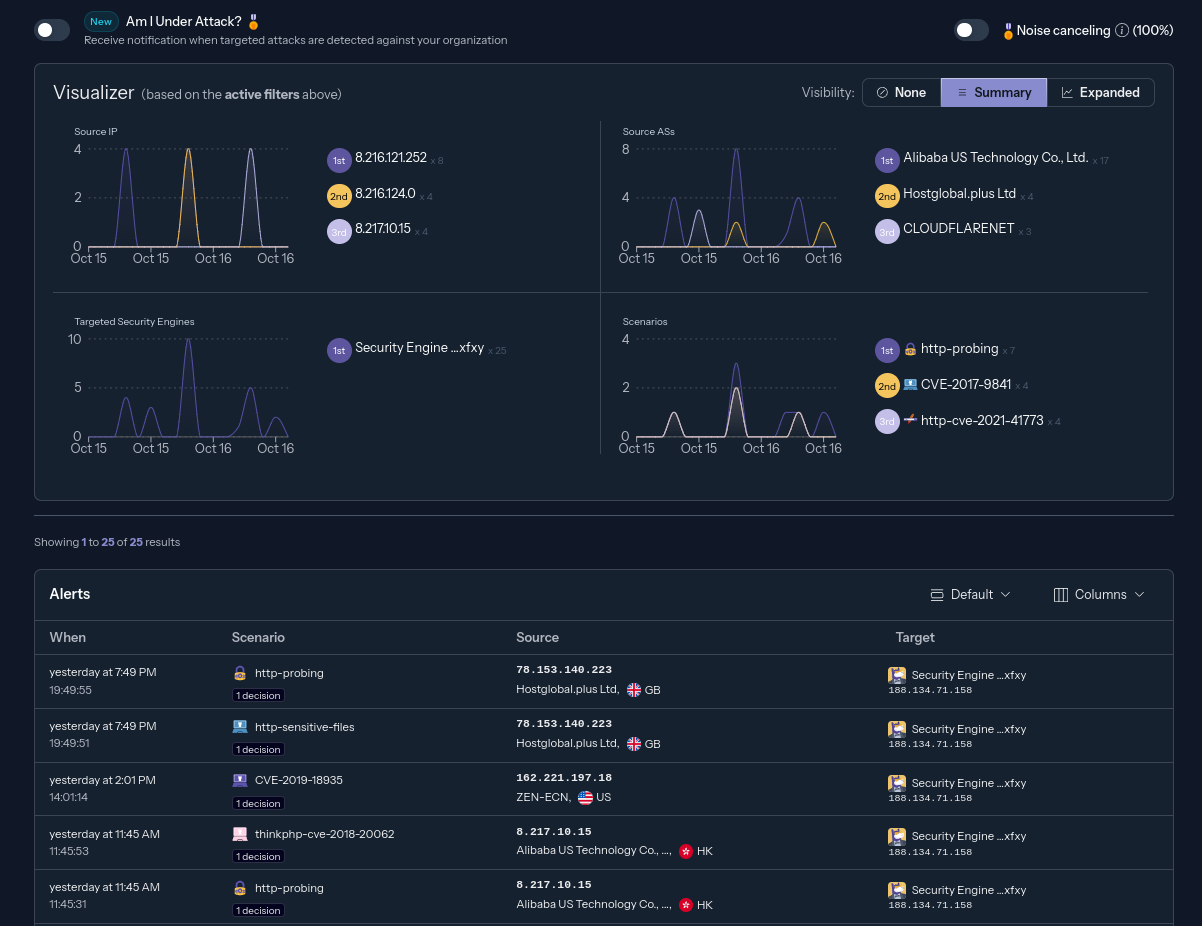 New Am I Under Attack?
Receive notification when targeted attacks are detected against your organization
Noise canceling (100%)
Visualizer (based on the active filters above)
Visibility: None Summary Expanded
Source IP
4
2
0
Oct 15 Oct 15 Oct 16 Oct 16
1st 8.216.121.252 x 8
2nd 8.216.124.0 x 4
3rd 8.217.10.15 x 4
Source ASs
8
4
0
Oct 15 Oct 15 Oct 16 Oct 16
1st Alibaba US Technology Co., Ltd. x 17
2nd Hostglobal.plus Ltd x 4
3rd CLOUDFLARENET x 3
Targeted Security Engines
10
5
0
Oct 15 Oct 15 Oct 16 Oct 16
1st Security Engine ...xfxy x 25
Scenarios
4
2
0
Oct 15 Oct 15 Oct 16 Oct 16
1st http-probing x 7
2nd CVE-2017-9841 x 4
3rd http-cve-2021-41773 x 4
Showing 1 to 25 of 25 results
Alerts Default Columns
When Scenario Source Target
yesterday at 7:49 PM http-probing 78.153.140.223 Security Engine ...xfxy
19:49:55 1 decision Hostglobal.plus Ltd, GB 188.134.71.158
yesterday at 7:49 PM http-sensitive-files 78.153.140.223 Security Engine ...xfxy
19:49:51 1 decision Hostglobal.plus Ltd, GB 188.134.71.158
yesterday at 2:01 PM CVE-2019-18935 162.221.197.18 Security Engine ...xfxy
14:01:14 1 decision ZEN-ECN, US 188.134.71.158
yesterday at 11:45 AM thinkphp-cve-2018-20062 8.217.10.15 Security Engine ...xfxy
11:45:53 1 decision Alibaba US Technology Co., ..., HK 188.134.71.158
yesterday at 11:45 AM http-probing 8.217.10.15 Security Engine ...xfxy
11:45:31 1 decision Alibaba US Technology Co., ..., HK 188.134.71.158